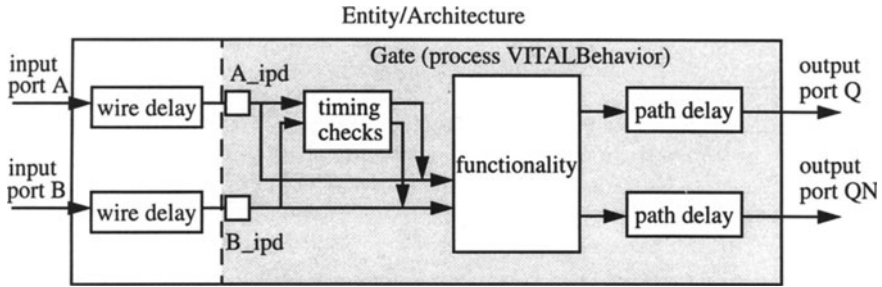 Entity/Architecture
Gate (process VITALBehavior)
input
port A
wire delay
A_ipd
timing
checks
functionality
path delay
output
port Q
input
port B
wire delay
B_ipd
path delay
output
port QN